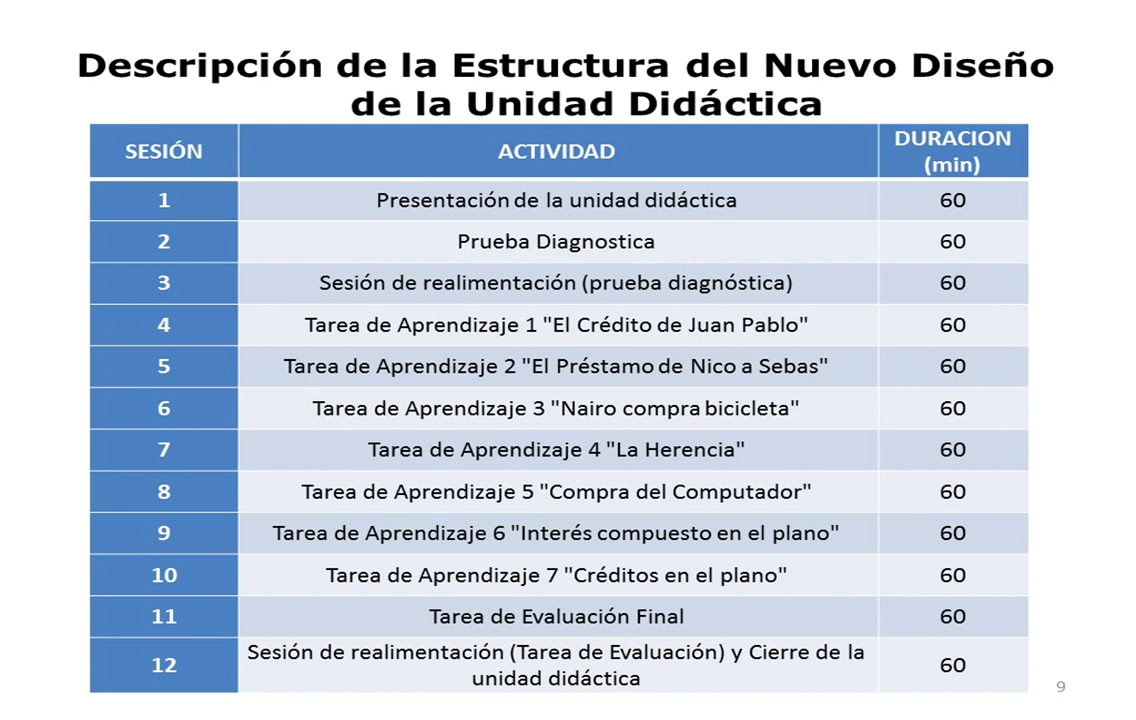 Descripción de la Estructura del Nuevo Diseño
de la Unidad Didáctica
SESIÓN ACTIVIDAD DURACION (min)
1 Presentación de la unidad didáctica 60
2 Prueba Diagnostica 60
3 Sesión de realimentación (prueba diagnóstica) 60
4 Tarea de Aprendizaje 1 "El Crédito de Juan Pablo" 60
5 Tarea de Aprendizaje 2 "El Préstamo de Nico a Sebas" 60
6 Tarea de Aprendizaje 3 "Nairo compra bicicleta" 60
7 Tarea de Aprendizaje 4 "La Herencia" 60
8 Tarea de Aprendizaje 5 "Compra del Computador" 60
9 Tarea de Aprendizaje 6 "Interés compuesto en el plano" 60
10 Tarea de Aprendizaje 7 "Créditos en el plano" 60
11 Tarea de Evaluación Final 60
12 Sesión de realimentación (Tarea de Evaluación) y Cierre de la
unidad didáctica 60
9